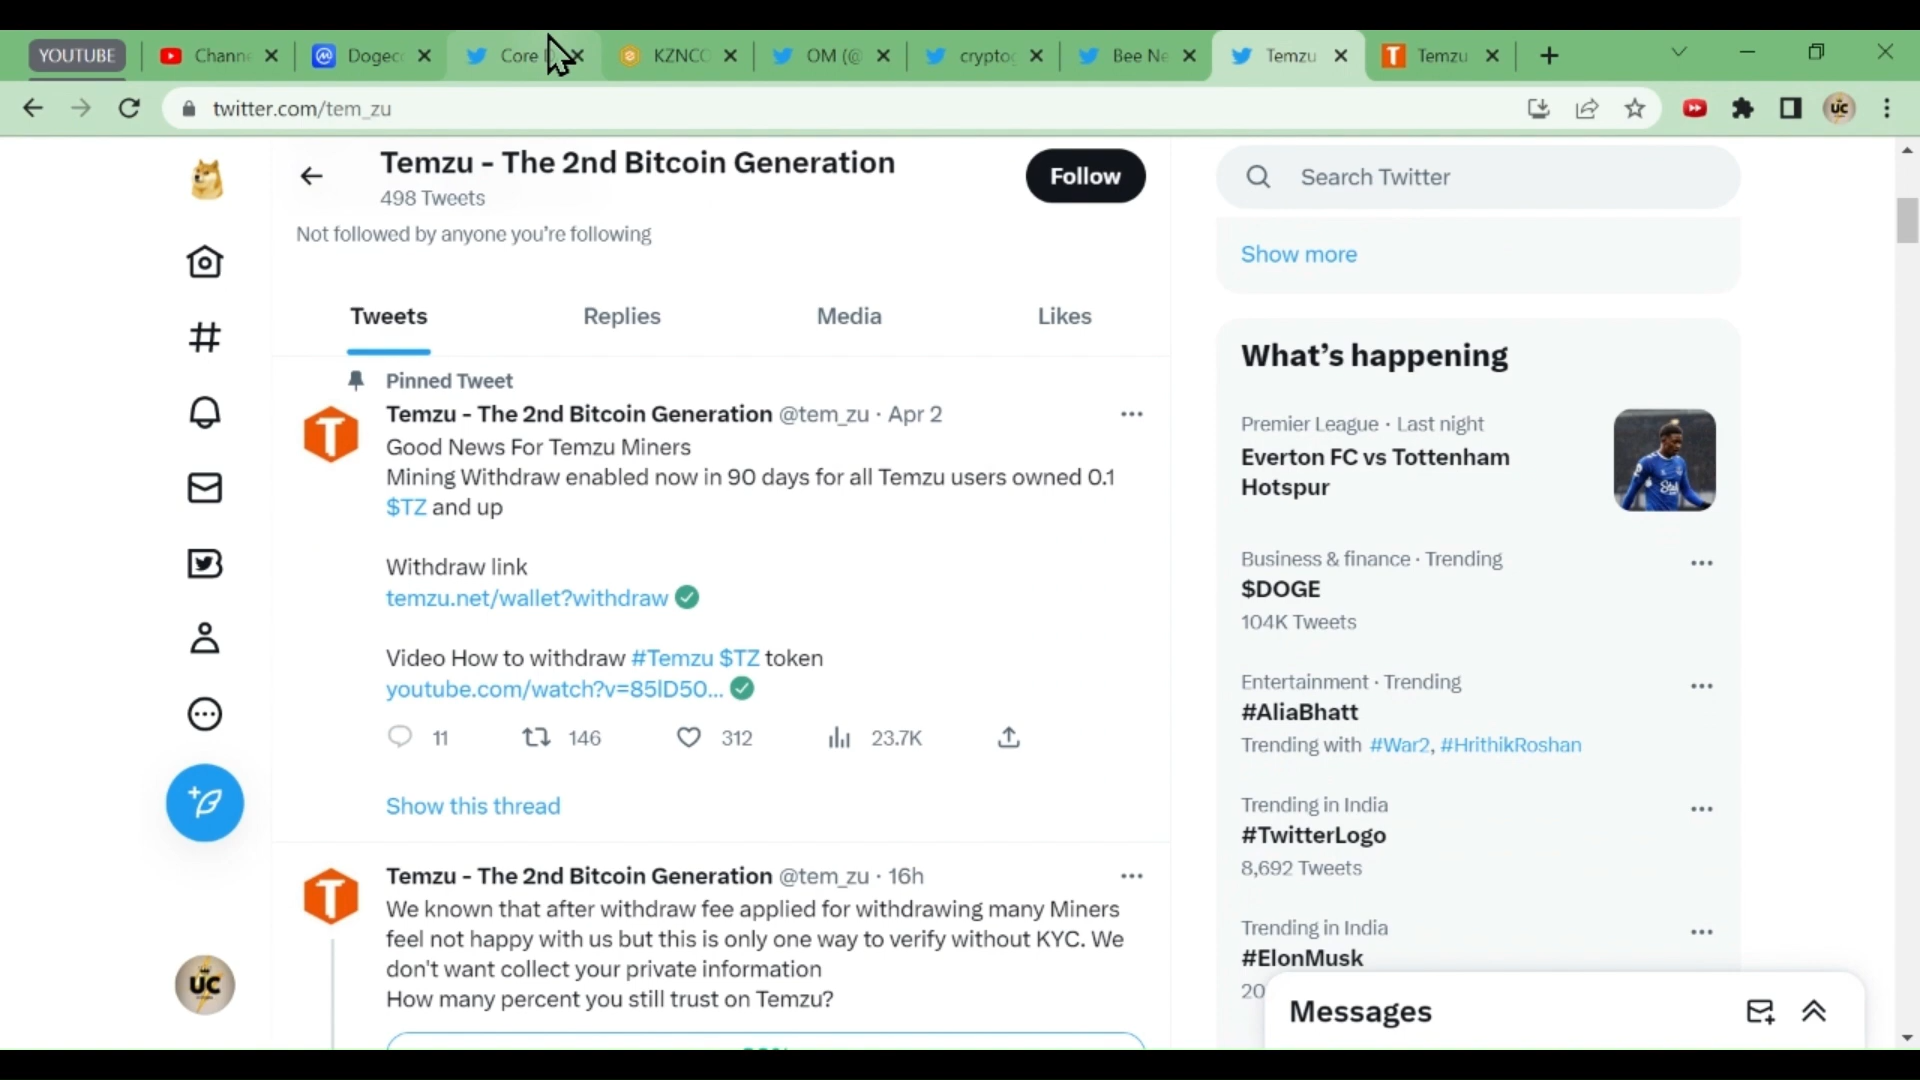 YOUTUBE
Channe
Dogec
Core D
KZNCO
OM (@
crypto
Bee Ne
Temzu
Temzu
twitter.com/tem_zu
UC
Temzu - The 2nd Bitcoin Generation
498 Tweets
Follow
Not followed by anyone you're following
Tweets
Replies
Media
Likes
Pinned Tweet
Temzu - The 2nd Bitcoin Generation @tem_zu · Apr 2
Good News For Temzu Miners
Mining Withdraw enabled now in 90 days for all Temzu users owned 0.1
$TZ and up
Withdraw link
temzu.net/wallet?withdraw
Video How to withdraw #Temzu $TZ token
youtube.com/watch?v=85lD50...
11
146
312
23.7K
Show this thread
Temzu - The 2nd Bitcoin Generation @tem_zu · 16h
We known that after withdraw fee applied for withdrawing many Miners
feel not happy with us but this is only one way to verify without KYC. We
don't want collect your private information
How many percent you still trust on Temzu?
UC
Search Twitter
Show more
What's happening
Premier League · Last night
Everton FC vs Tottenham
Hotspur
Business & finance · Trending
$DOGE
104K Tweets
Entertainment · Trending
#AliaBhatt
Trending with #War2, #HrithikRoshan
Trending in India
#TwitterLogo
8,692 Tweets
Trending in India
#ElonMusk
20
Messages